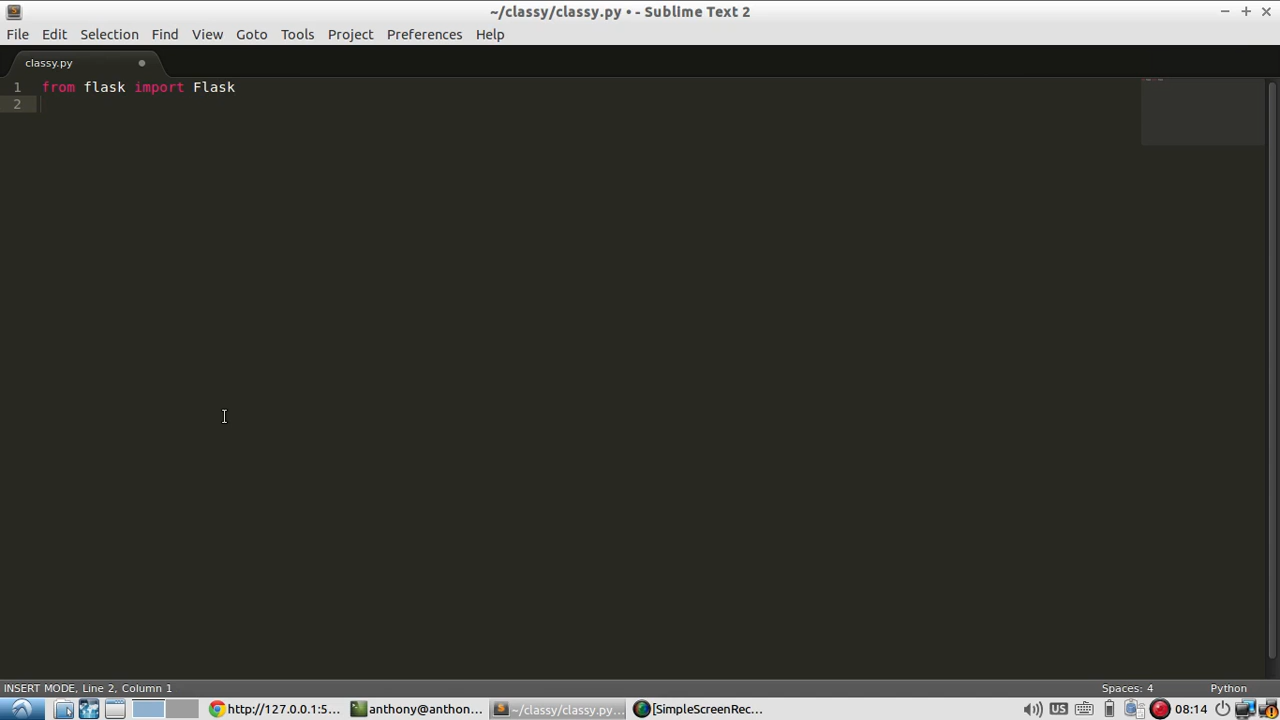 ~/classy/classy.py • - Sublime Text 2
File Edit Selection Find View Goto Tools Project Preferences Help
classy.py
1 from flask import Flask
2
INSERT MODE, Line 2, Column 1 Spaces: 4 Python
http://127.0.0.1:5... anthony@anthon... ~/classy/classy.py... [SimpleScreenRec... US 08:14